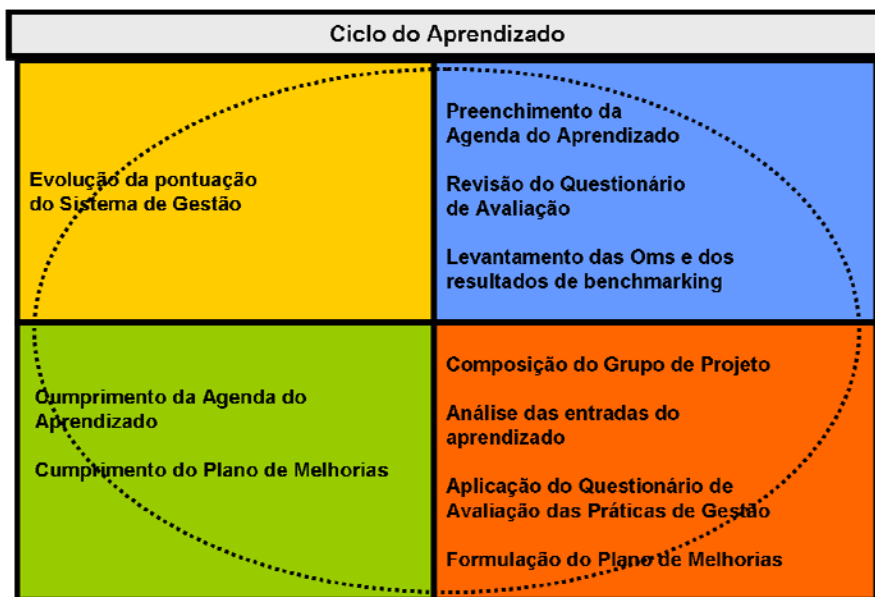 Ciclo do Aprendizado
Evolução da pontuação
do Sistema de Gestão
Preenchimento da
Agenda do Aprendizado
Revisão do Questionário
de Avaliação
Levantamento das Oms e dos
resultados de benchmarking
Cumprimento da Agenda do
Aprendizado
Cumprimento do Plano de Melhorias
Composição do Grupo de Projeto
Análise das entradas do
aprendizado
Aplicação do Questionário de
Avaliação das Práticas de Gestão
Formulação do Plano de Melhorias